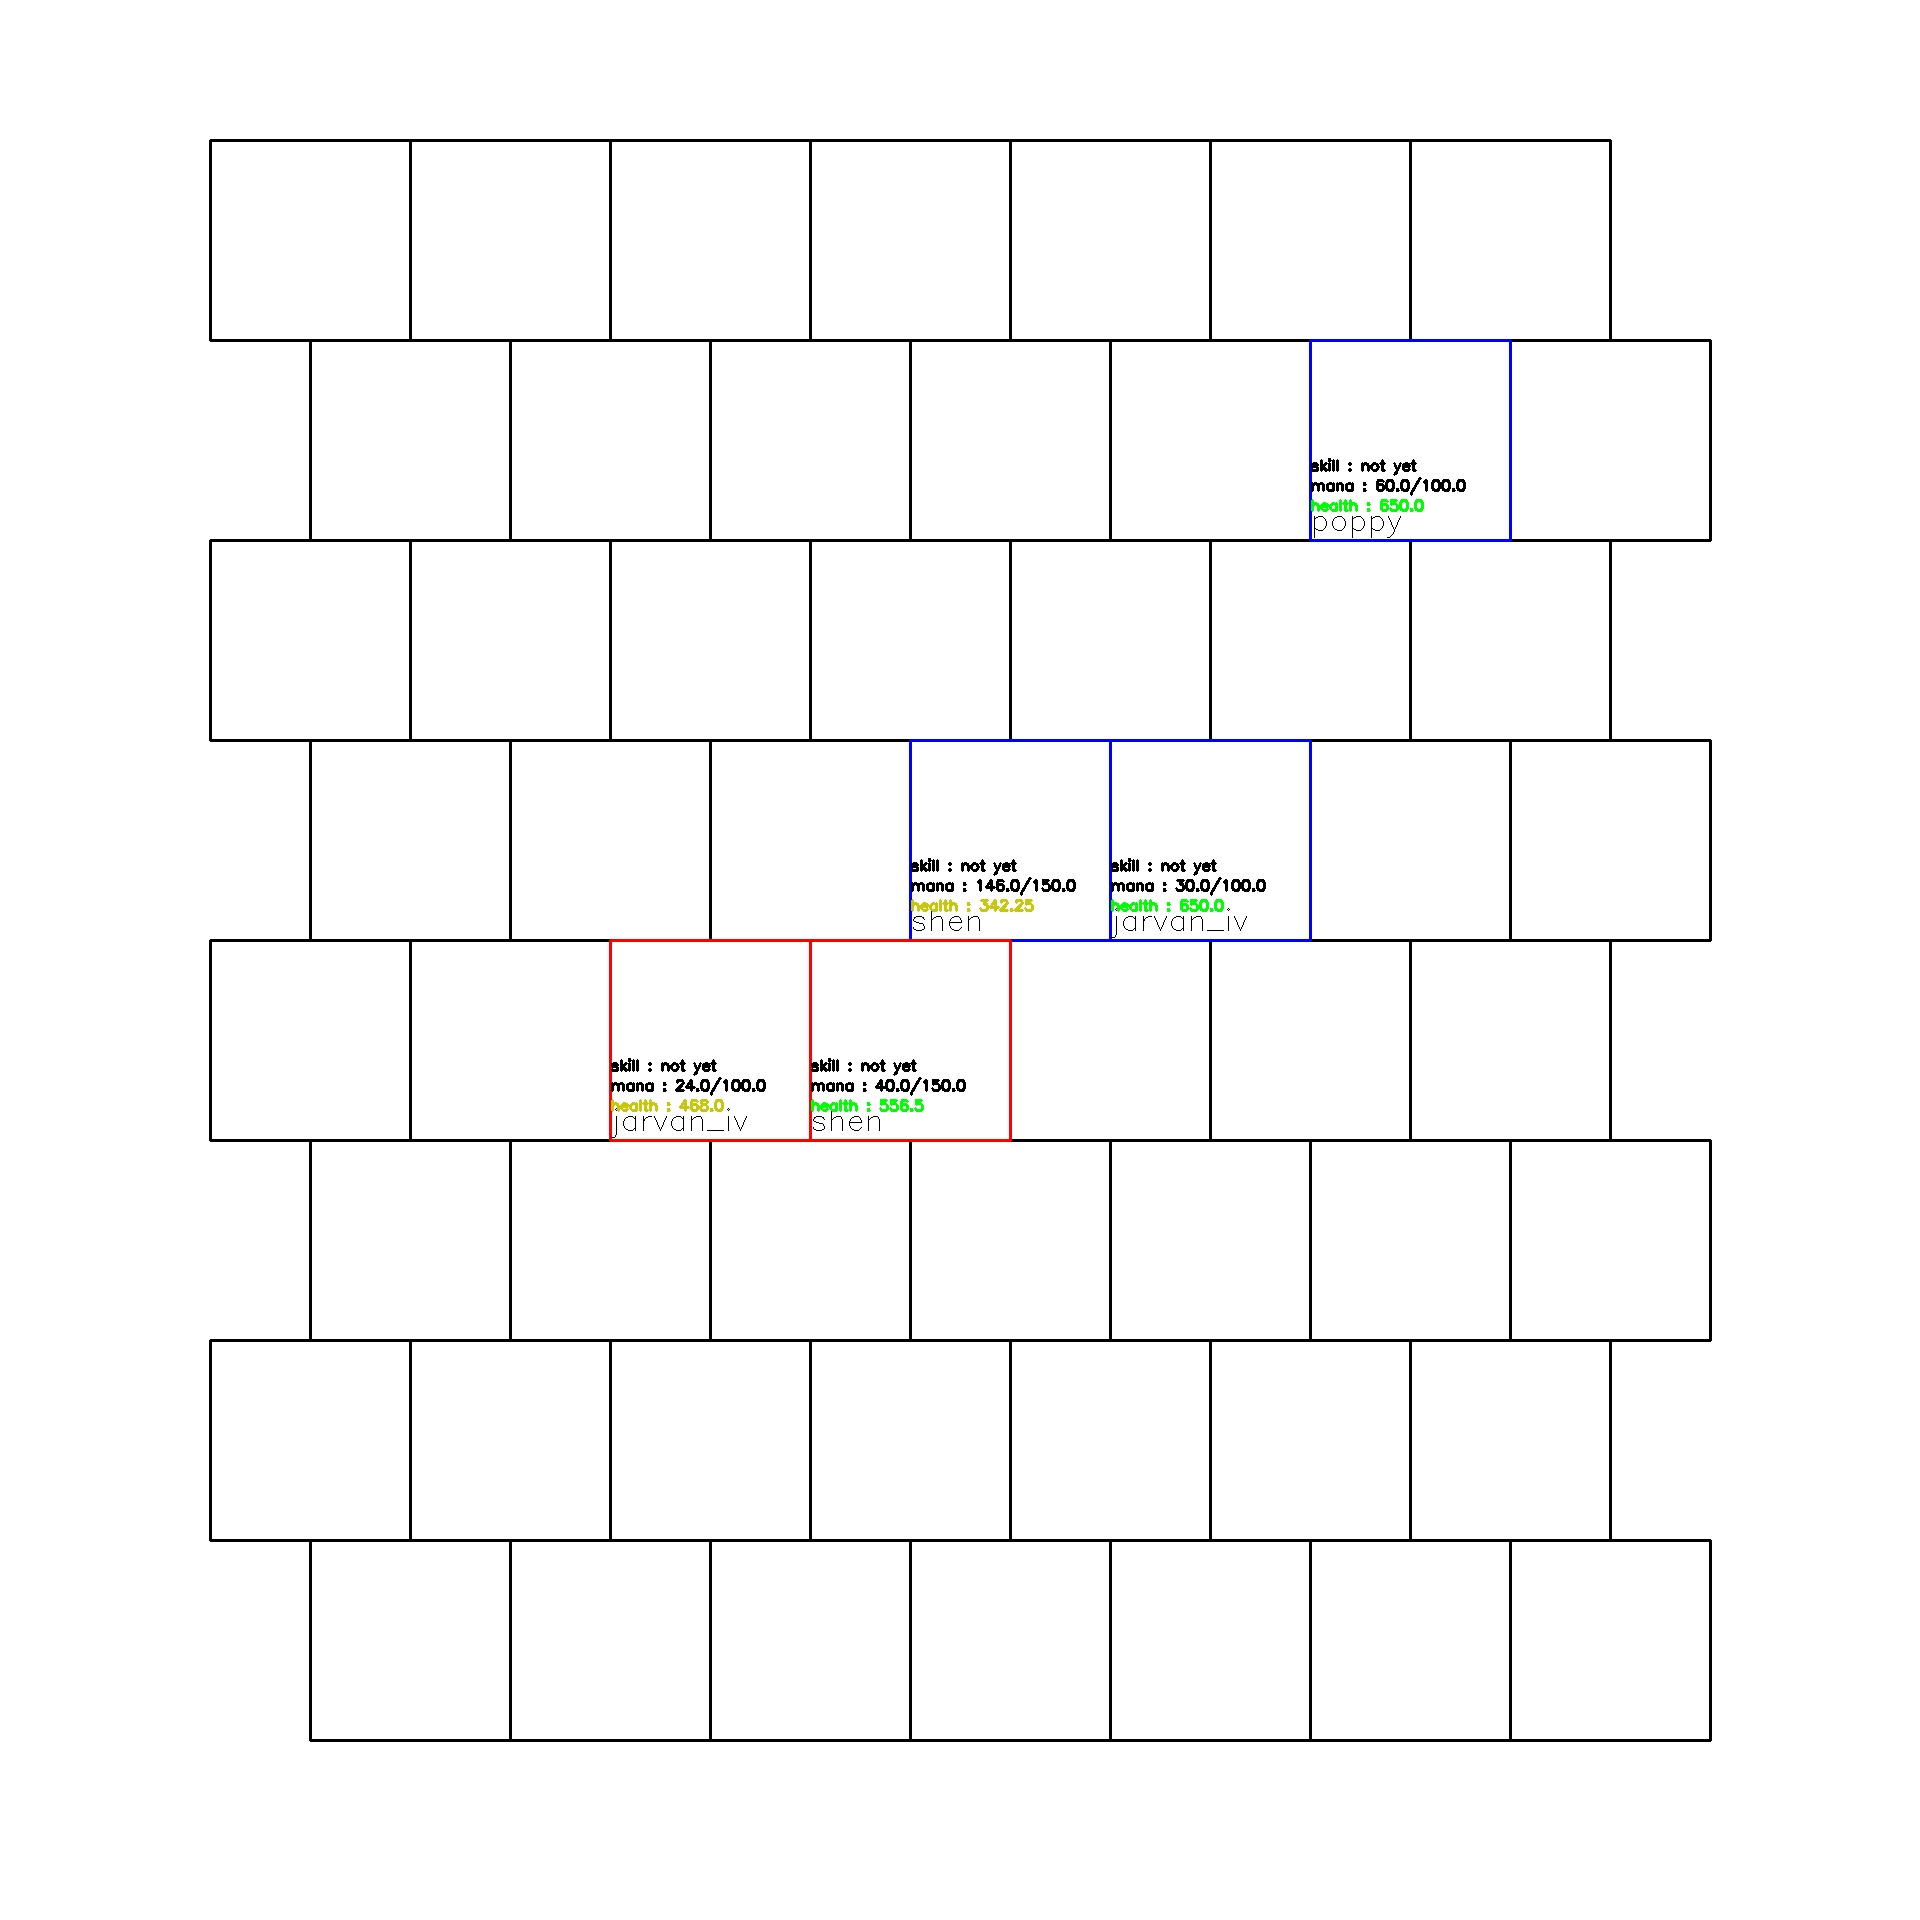 skill : not yet
mana : 60.0/100.0
health : 650.0
poppy
skill : not yet
mana : 146.0/150.0
health : 342.25
shen
skill : not yet
mana : 30.0/100.0
health : 650.0
jarvan_iv
skill : not yet
mana : 24.0/100.0
health : 468.0
jarvan_iv
skill : not yet
mana : 40.0/150.0
health : 556.5
shen